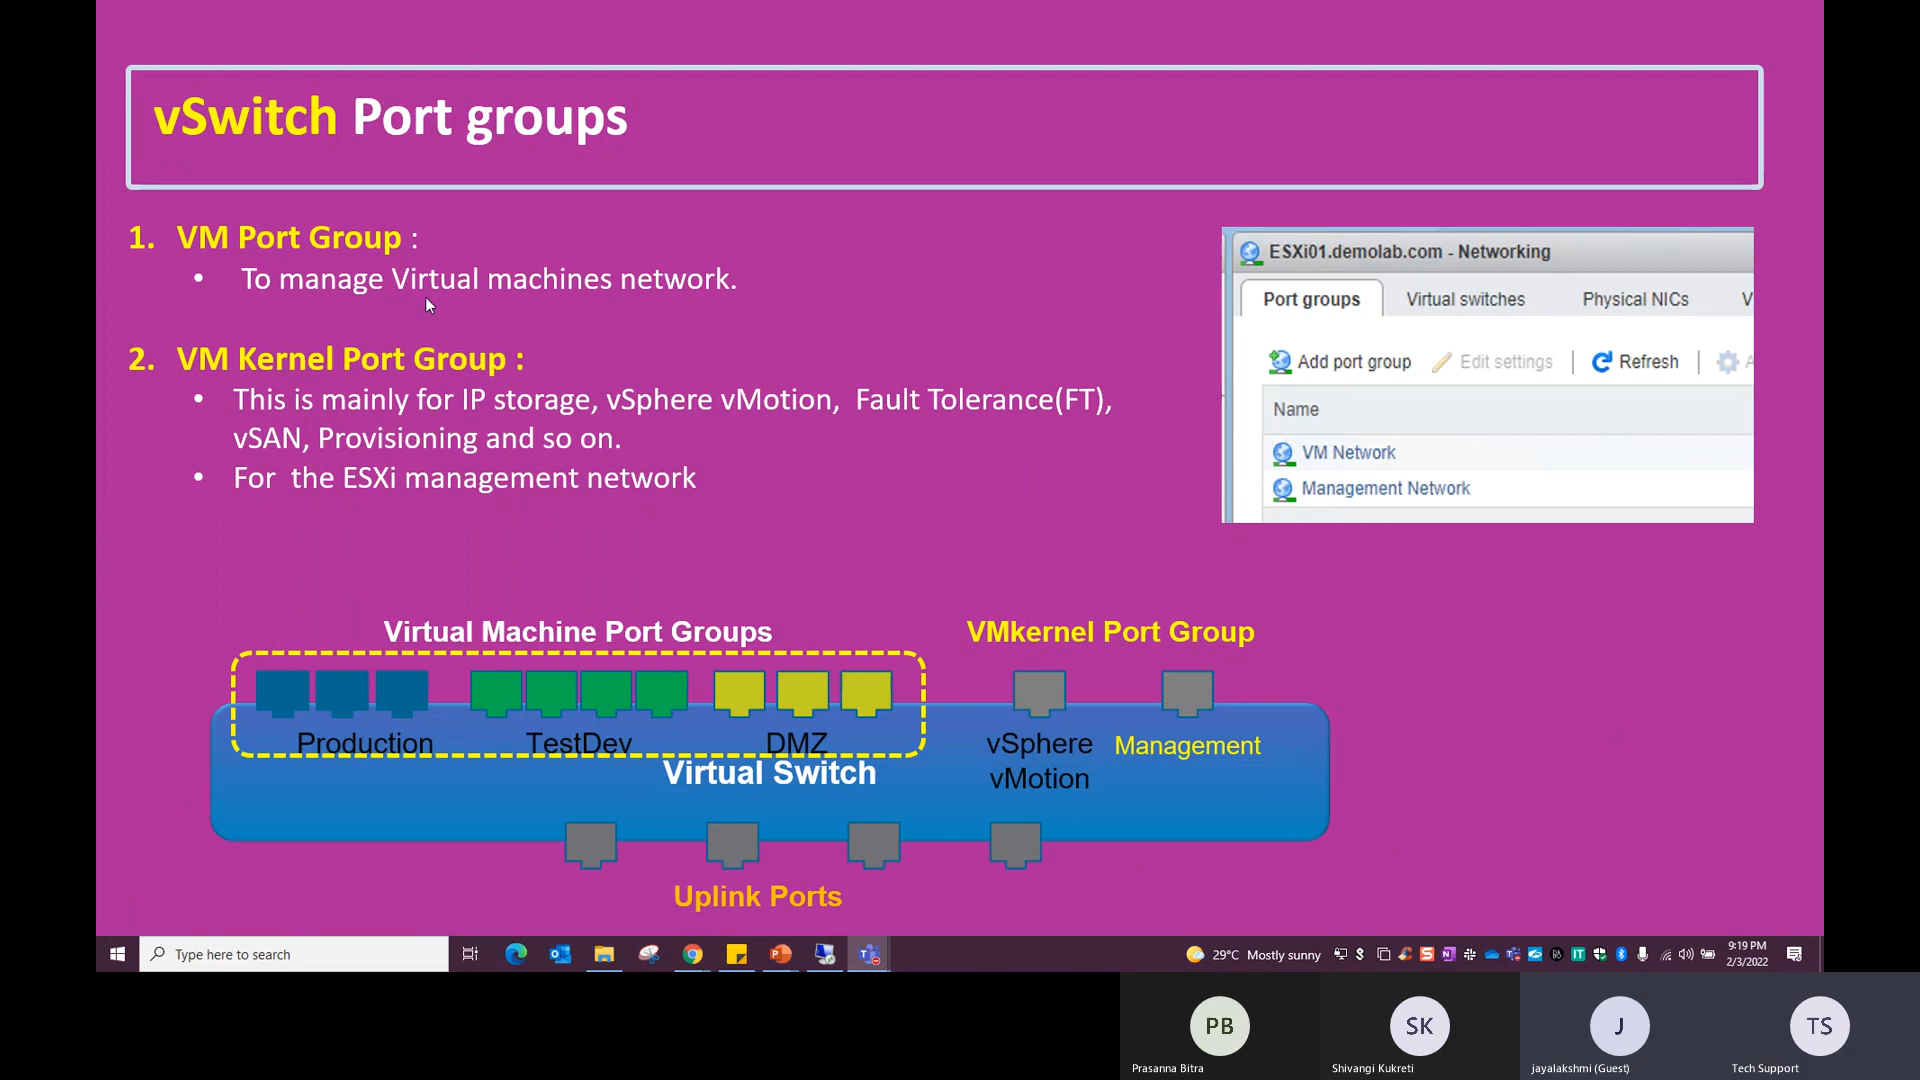 vSwitch Port groups
1. VM Port Group :
• To manage Virtual machines network.
2. VM Kernel Port Group :
• This is mainly for IP storage, vSphere vMotion, Fault Tolerance(FT),
vSAN, Provisioning and so on.
• For the ESXi management network
ESXi01.demolab.com - Networking
Port groups Virtual switches Physical NICs V
Add port group Edit settings Refresh A
Name
VM Network
Management Network
Virtual Machine Port Groups VMkernel Port Group
Production TestDev DMZ vSphere Management
vMotion
Virtual Switch
Uplink Ports
Type here to search
29°C Mostly sunny
9:19 PM
2/3/2022
PB SK J TS
Prasanna Bitra Shivangi Kukreti jayalakshmi (Guest) Tech Support